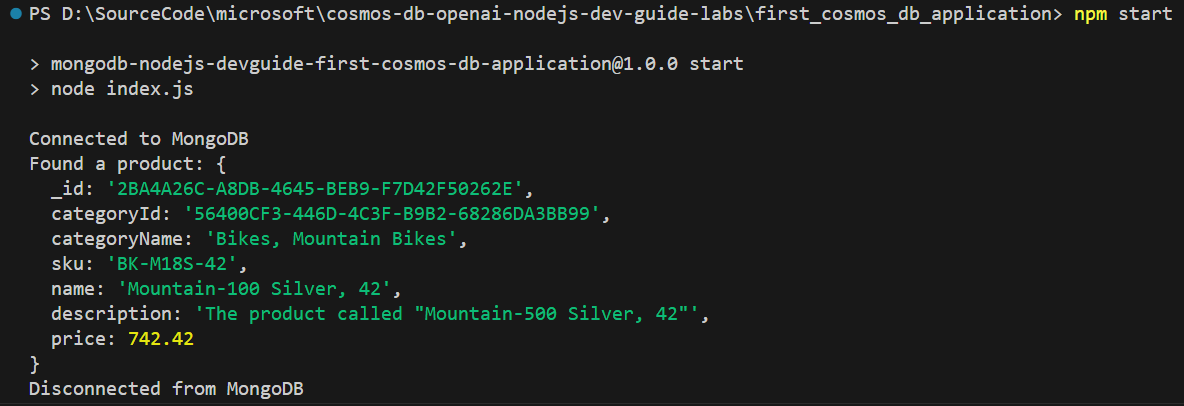 PS D:\SourceCode\microsoft\cosmos-db-openai-nodejs-dev-guide-labs\first_cosmos_db_application> npm start
> mongodb-nodejs-devguide-first-cosmos-db-application@1.0.0 start
> node index.js
Connected to MongoDB
Found a product: {
  _id: '2BA4A26C-A8DB-4645-BEB9-F7D42F50262E',
  categoryId: '56400CF3-446D-4C3F-B9B2-68286DA3BB99',
  categoryName: 'Bikes, Mountain Bikes',
  sku: 'BK-M18S-42',
  name: 'Mountain-100 Silver, 42',
  description: 'The product called "Mountain-500 Silver, 42"',
  price: 742.42
}
Disconnected from MongoDB